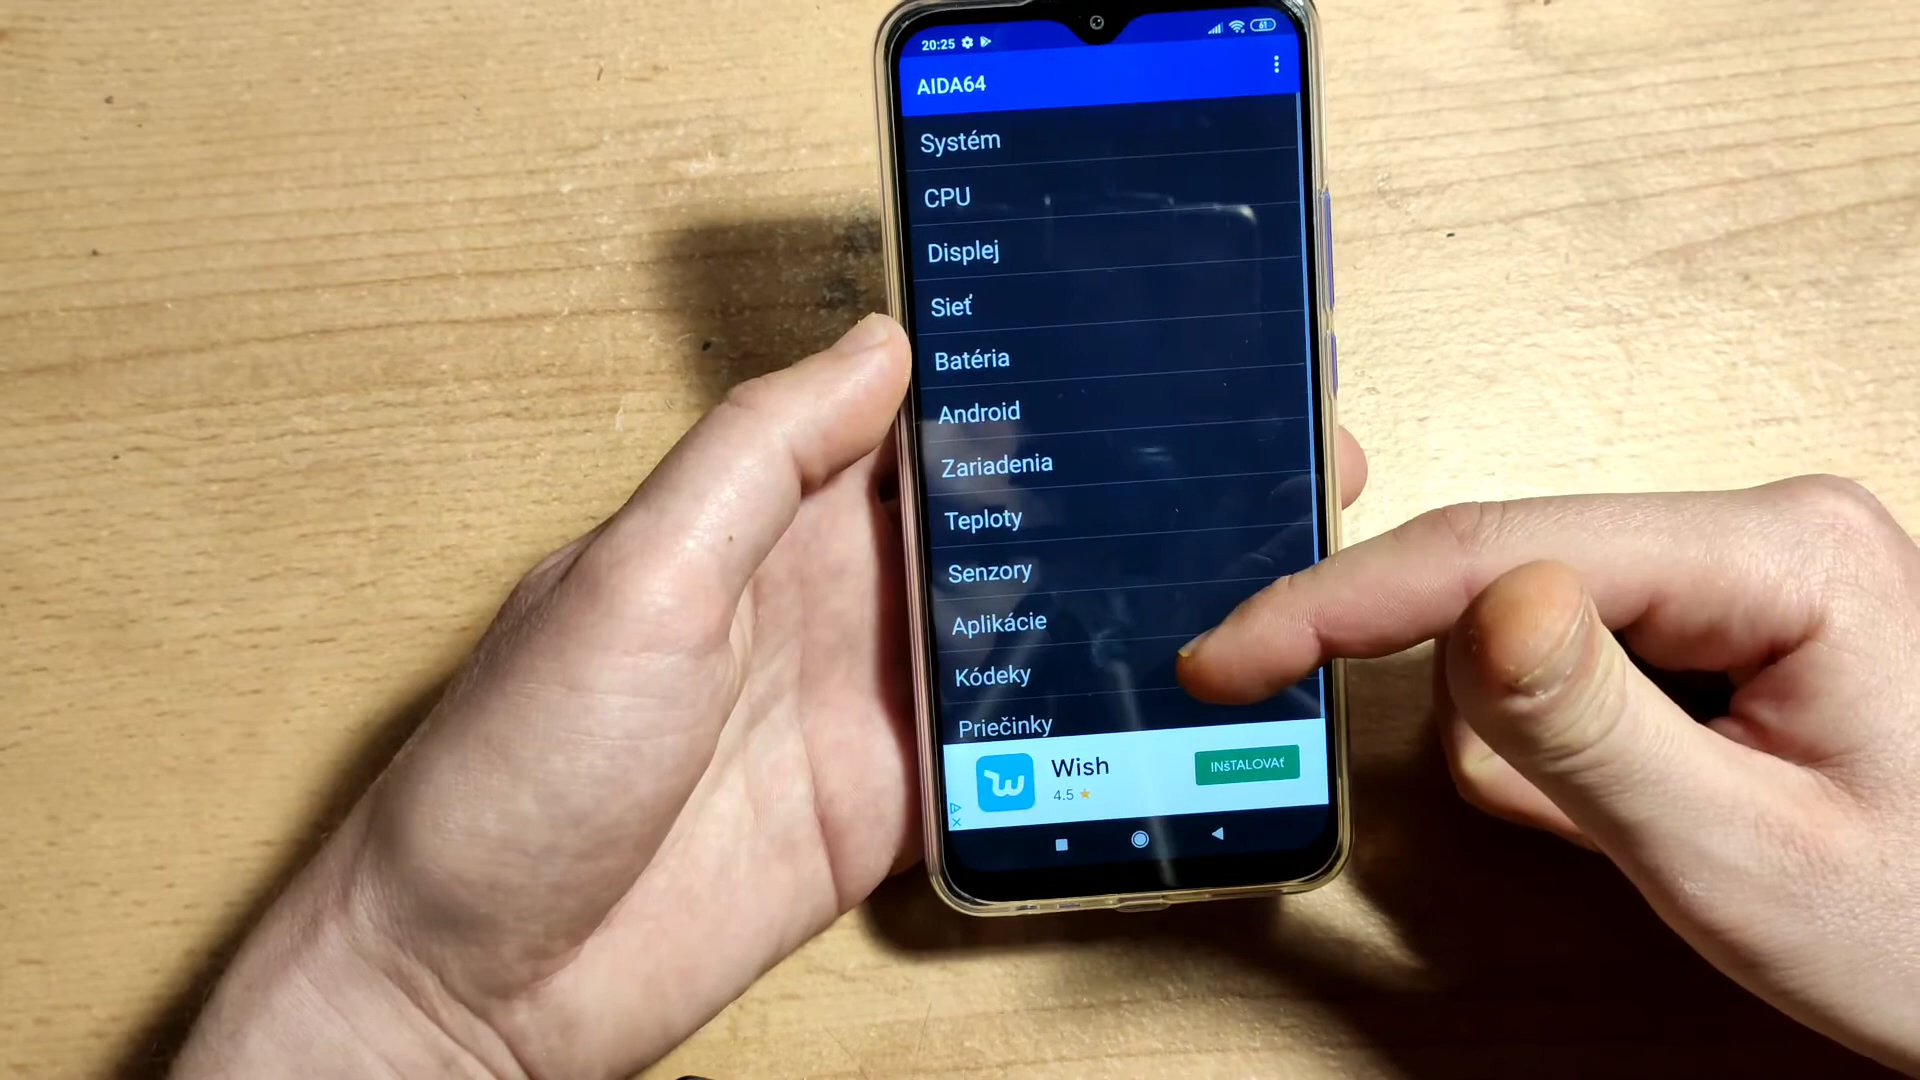 20:25
61
AIDA64
Systém
CPU
Displej
Sieť
Batéria
Android
Zariadenia
Teploty
Senzory
Aplikácie
Kódeky
Priečinky
Wish
4.5 ★
INšTALOVAť